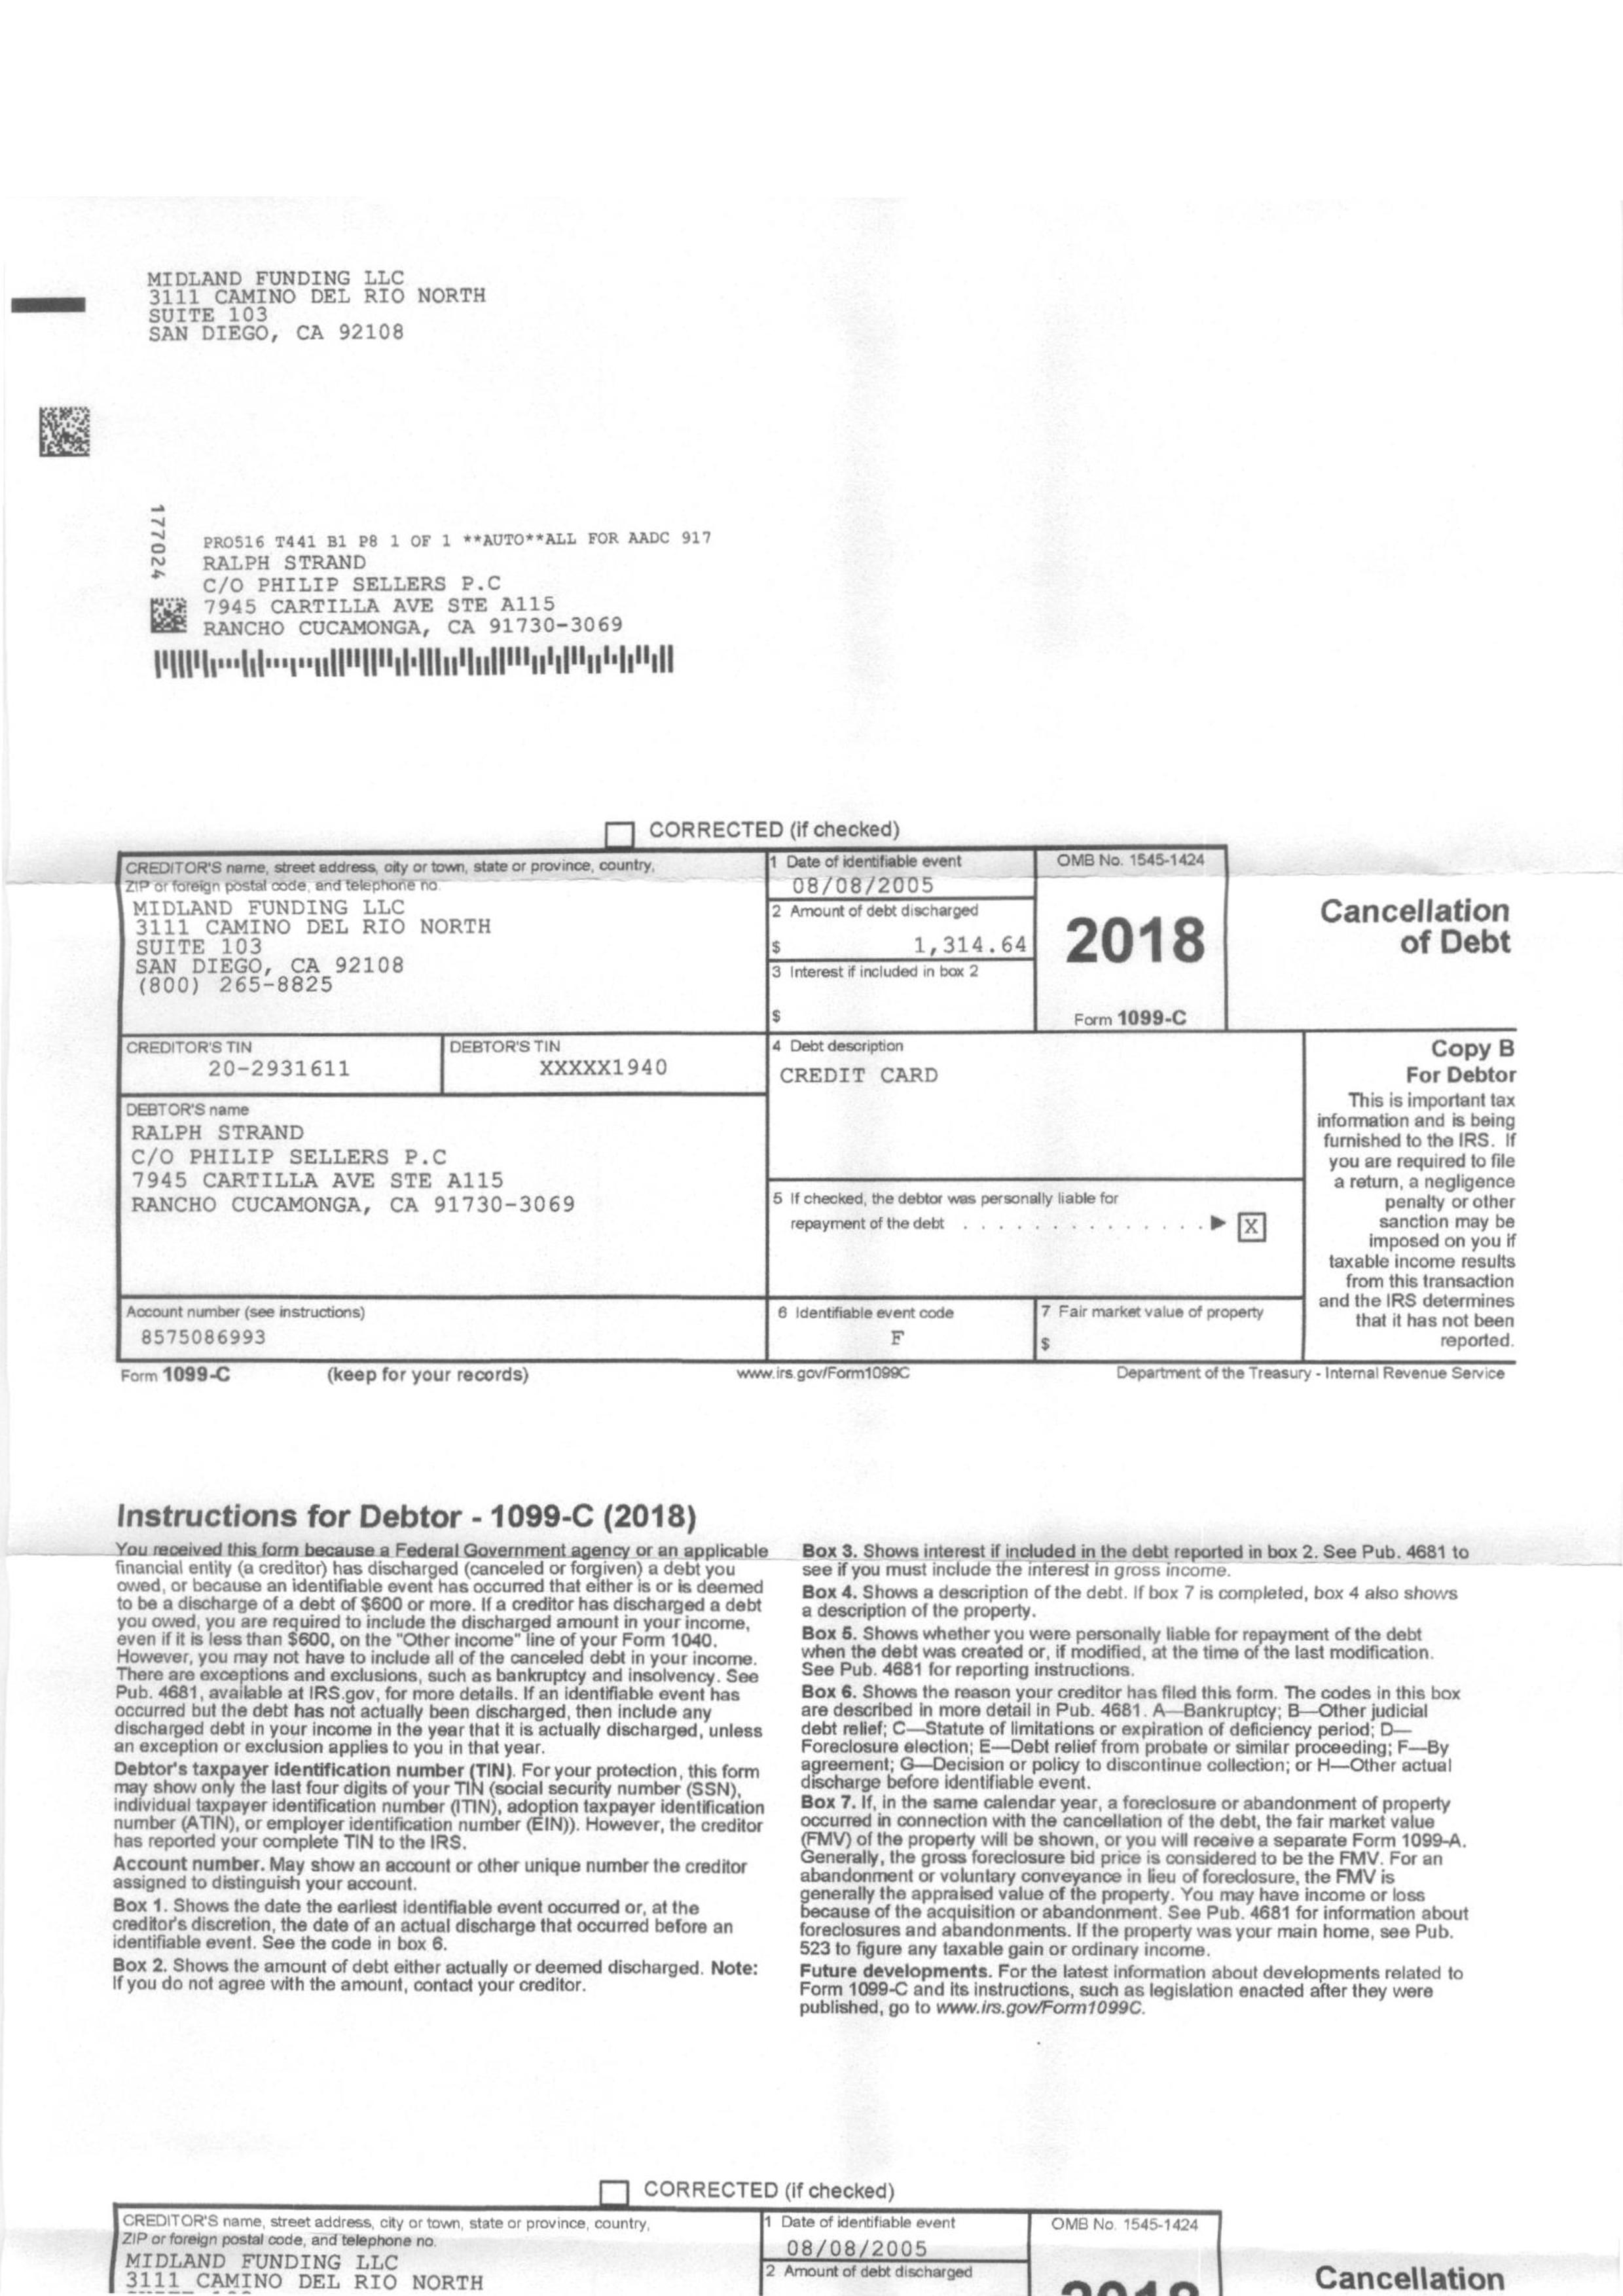 MIDLAND FUNDING LLC
3111 CAMINO DEL RIO NORTH
SUITE 103
SAN DIEGO, CA 92108
177024
PRO516 T441 B1 P8 1 OF 1 **AUTO**ALL FOR AADC 917
RALPH STRAND
C/O PHILIP SELLERS P.C
7945 CARTILLA AVE STE A115
RANCHO CUCAMONGA, CA 91730-3069
CORRECTED (if checked)
CREDITOR'S name, street address, city or town, state or province, country,
ZIP or foreign postal code, and telephone no.
MIDLAND FUNDING LLC
3111 CAMINO DEL RIO NORTH
SUITE 103
SAN DIEGO, CA 92108
(800) 265-8825
1 Date of identifiable event
08/08/2005
2 Amount of debt discharged
$ 1,314.64
3 Interest if included in box 2
$
OMB No. 1545-1424
2018
Form 1099-C
Cancellation
of Debt
CREDITOR'S TIN
20-2931611
DEBTOR'S TIN
XXXXX1940
4 Debt description
CREDIT CARD
DEBTOR'S name
RALPH STRAND
C/O PHILIP SELLERS P.C
7945 CARTILLA AVE STE A115
RANCHO CUCAMONGA, CA 91730-3069
5 If checked, the debtor was personally liable for
repayment of the debt . . . . . . . . . . . . . . ► X
Account number (see instructions)
8575086993
6 Identifiable event code
F
7 Fair market value of property
$
Copy B
For Debtor
This is important tax
information and is being
furnished to the IRS. If
you are required to file
a return, a negligence
penalty or other
sanction may be
imposed on you if
taxable income results
from this transaction
and the IRS determines
that it has not been
reported.
Form 1099-C (keep for your records) www.irs.gov/Form1099C Department of the Treasury - Internal Revenue Service
Instructions for Debtor - 1099-C (2018)
You received this form because a Federal Government agency or an applicable
financial entity (a creditor) has discharged (canceled or forgiven) a debt you
owed, or because an identifiable event has occurred that either is or is deemed
to be a discharge of a debt of $600 or more. If a creditor has discharged a debt
you owed, you are required to include the discharged amount in your income,
even if it is less than $600, on the "Other income" line of your Form 1040.
However, you may not have to include all of the canceled debt in your income.
There are exceptions and exclusions, such as bankruptcy and insolvency. See
Pub. 4681, available at IRS.gov, for more details. If an identifiable event has
occurred but the debt has not actually been discharged, then include any
discharged debt in your income in the year that it is actually discharged, unless
an exception or exclusion applies to you in that year.
Debtor's taxpayer identification number (TIN). For your protection, this form
may show only the last four digits of your TIN (social security number (SSN),
individual taxpayer identification number (ITIN), adoption taxpayer identification
number (ATIN), or employer identification number (EIN)). However, the creditor
has reported your complete TIN to the IRS.
Account number. May show an account or other unique number the creditor
assigned to distinguish your account.
Box 1. Shows the date the earliest identifiable event occurred or, at the
creditor's discretion, the date of an actual discharge that occurred before an
identifiable event. See the code in box 6.
Box 2. Shows the amount of debt either actually or deemed discharged. Note:
If you do not agree with the amount, contact your creditor.
Box 3. Shows interest if included in the debt reported in box 2. See Pub. 4681 to
see if you must include the interest in gross income.
Box 4. Shows a description of the debt. If box 7 is completed, box 4 also shows
a description of the property.
Box 5. Shows whether you were personally liable for repayment of the debt
when the debt was created or, if modified, at the time of the last modification.
See Pub. 4681 for reporting instructions.
Box 6. Shows the reason your creditor has filed this form. The codes in this box
are described in more detail in Pub. 4681. A—Bankruptcy; B—Other judicial
debt relief; C—Statute of limitations or expiration of deficiency period; D—
Foreclosure election; E—Debt relief from probate or similar proceeding; F—By
agreement; G—Decision or policy to discontinue collection; or H—Other actual
discharge before identifiable event.
Box 7. If, in the same calendar year, a foreclosure or abandonment of property
occurred in connection with the cancellation of the debt, the fair market value
(FMV) of the property will be shown, or you will receive a separate Form 1099-A.
Generally, the gross foreclosure bid price is considered to be the FMV. For an
abandonment or voluntary conveyance in lieu of foreclosure, the FMV is
generally the appraised value of the property. You may have income or loss
because of the acquisition or abandonment. See Pub. 4681 for information about
foreclosures and abandonments. If the property was your main home, see Pub.
523 to figure any taxable gain or ordinary income.
Future developments. For the latest information about developments related to
Form 1099-C and its instructions, such as legislation enacted after they were
published, go to www.irs.gov/Form1099C.
CORRECTED (if checked)
CREDITOR'S name, street address, city or town, state or province, country,
ZIP or foreign postal code, and telephone no.
MIDLAND FUNDING LLC
3111 CAMINO DEL RIO NORTH
1 Date of identifiable event
08/08/2005
2 Amount of debt discharged
OMB No. 1545-1424
2018
Cancellation